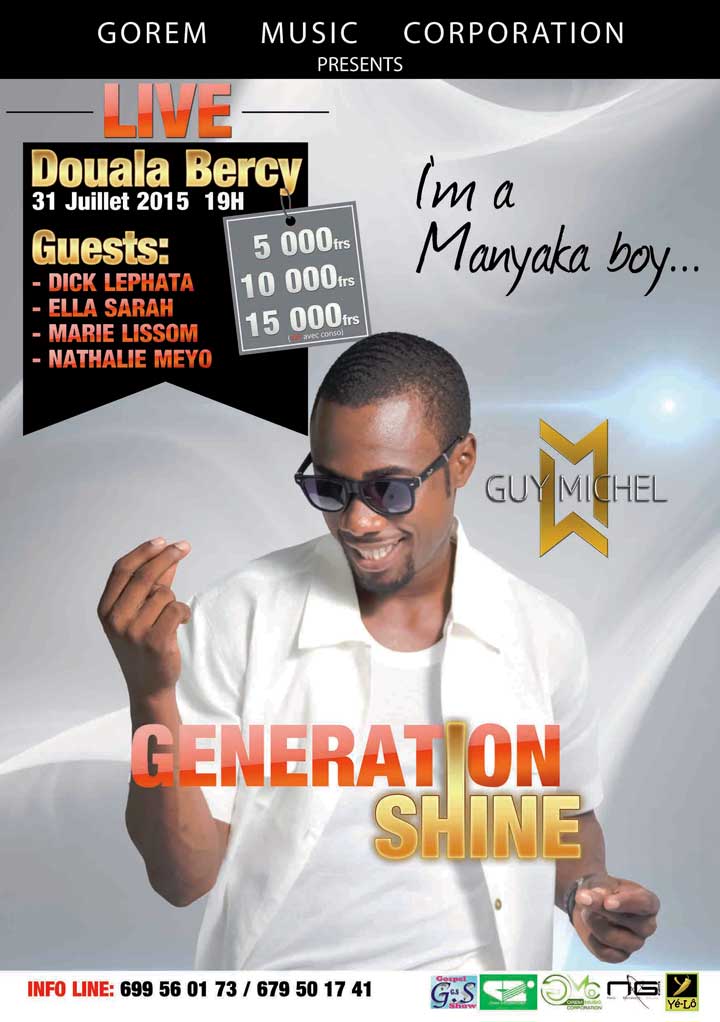 GOREM MUSIC CORPORATION
PRESENTS
LIVE
Douala Bercy
31 Juillet 2015 19H
Guests:
- DICK LEPHATA
- ELLA SARAH
- MARIE LISSOM
- NATHALIE MEYO
5 000frs
10 000frs
15 000frs
avec conso)
I'm a
Manyaka boy...
GUY MICHEL
GENERATION
SHINE
INFO LINE: 699 56 01 73 / 679 50 17 41
Gospel
G.S
Show
MUSIC
CORPORATION
Yé-Lô